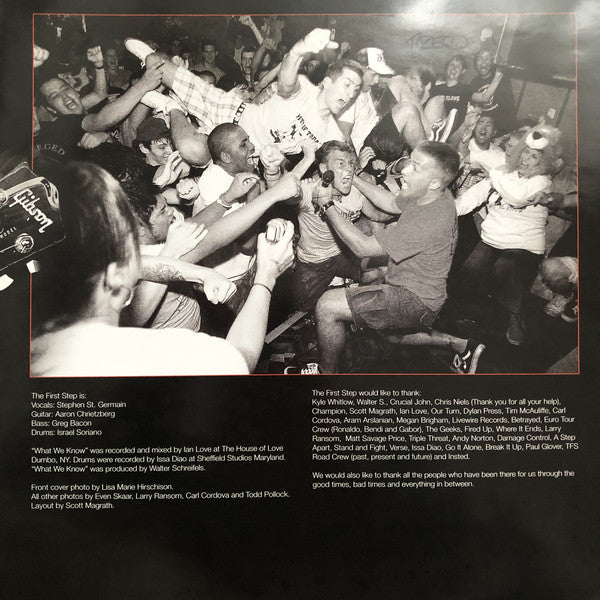 Gibson
MODEL
The First Step is:
Vocals: Stephen St. Germain
Guitar: Aaron Chrietzberg
Bass: Greg Bacon
Drums: Israel Soriano
"What We Know" was recorded and mixed by Ian Love at The House of Love
Dumbo, NY. Drums were recorded by Issa Diao at Sheffield Studios Maryland.
"What We Know" was produced by Walter Schreifels.
Front cover photo by Lisa Marie Hirschison.
All other photos by Even Skaar, Larry Ransom, Carl Cordova and Todd Pollock.
Layout by Scott Magrath.
The First Step would like to thank:
Kyle Whitlow, Walter S., Crucial John, Chris Niels (Thank you for all your help),
Champion, Scott Magrath, Ian Love, Our Turn, Dylan Press, Tim McAuliffe, Carl
Cordova, Aram Arslanian, Megan Brigham, Livewire Records, Betrayed, Euro Tour
Crew (Ronaldo, Bendi and Gabor), The Geeks, Fired Up, Where It Ends, Larry
Ransom, Matt Savage Price, Triple Threat, Andy Norton, Damage Control, A Step
Apart, Stand and Fight, Verse, Issa Diao, Go It Alone, Break It Up, Paul Glover, TFS
Road Crew (past, present and future) and Insted.
We would also like to thank all the people who have been there for us through the
good times, bad times and everything in between.